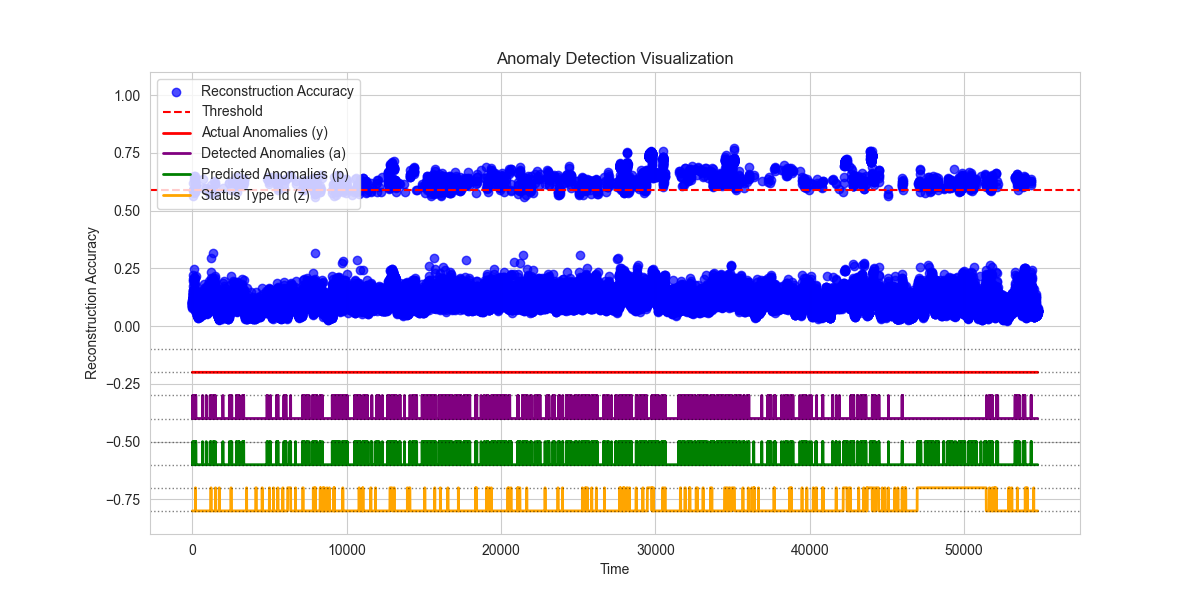 Anomaly Detection Visualization
Reconstruction Accuracy
Threshold
Actual Anomalies (y)
Detected Anomalies (a)
Predicted Anomalies (p)
Status Type Id (z)
1.00
0.75
0.50
0.25
0.00
−0.25
−0.50
−0.75
Reconstruction Accuracy
0 10000 20000 30000 40000 50000
Time